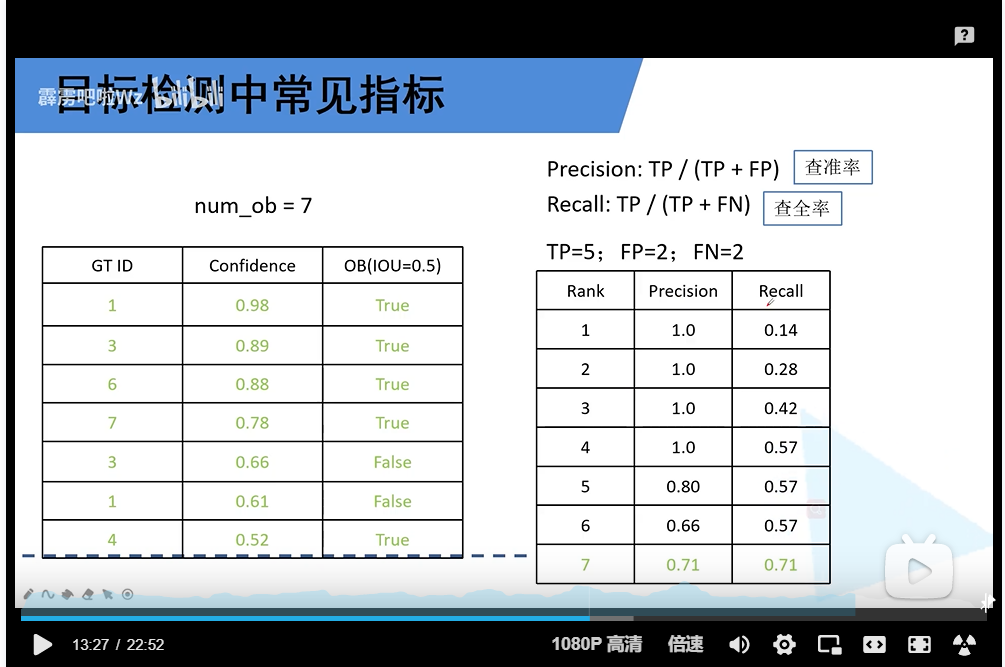 ?
目标检测中常见指标
霹雳吧啦Wz bilibili
Precision: TP / (TP + FP) 查准率
Recall: TP / (TP + FN) 查全率
num_ob = 7
TP=5; FP=2; FN=2
GT ID Confidence OB(IOU=0.5)
1 0.98 True
3 0.89 True
6 0.88 True
7 0.78 True
3 0.66 False
1 0.61 False
4 0.52 True
Rank Precision Recall
1 1.0 0.14
2 1.0 0.28
3 1.0 0.42
4 1.0 0.57
5 0.80 0.57
6 0.66 0.57
7 0.71 0.71
13:27 / 22:52 1080P 高清 倍速